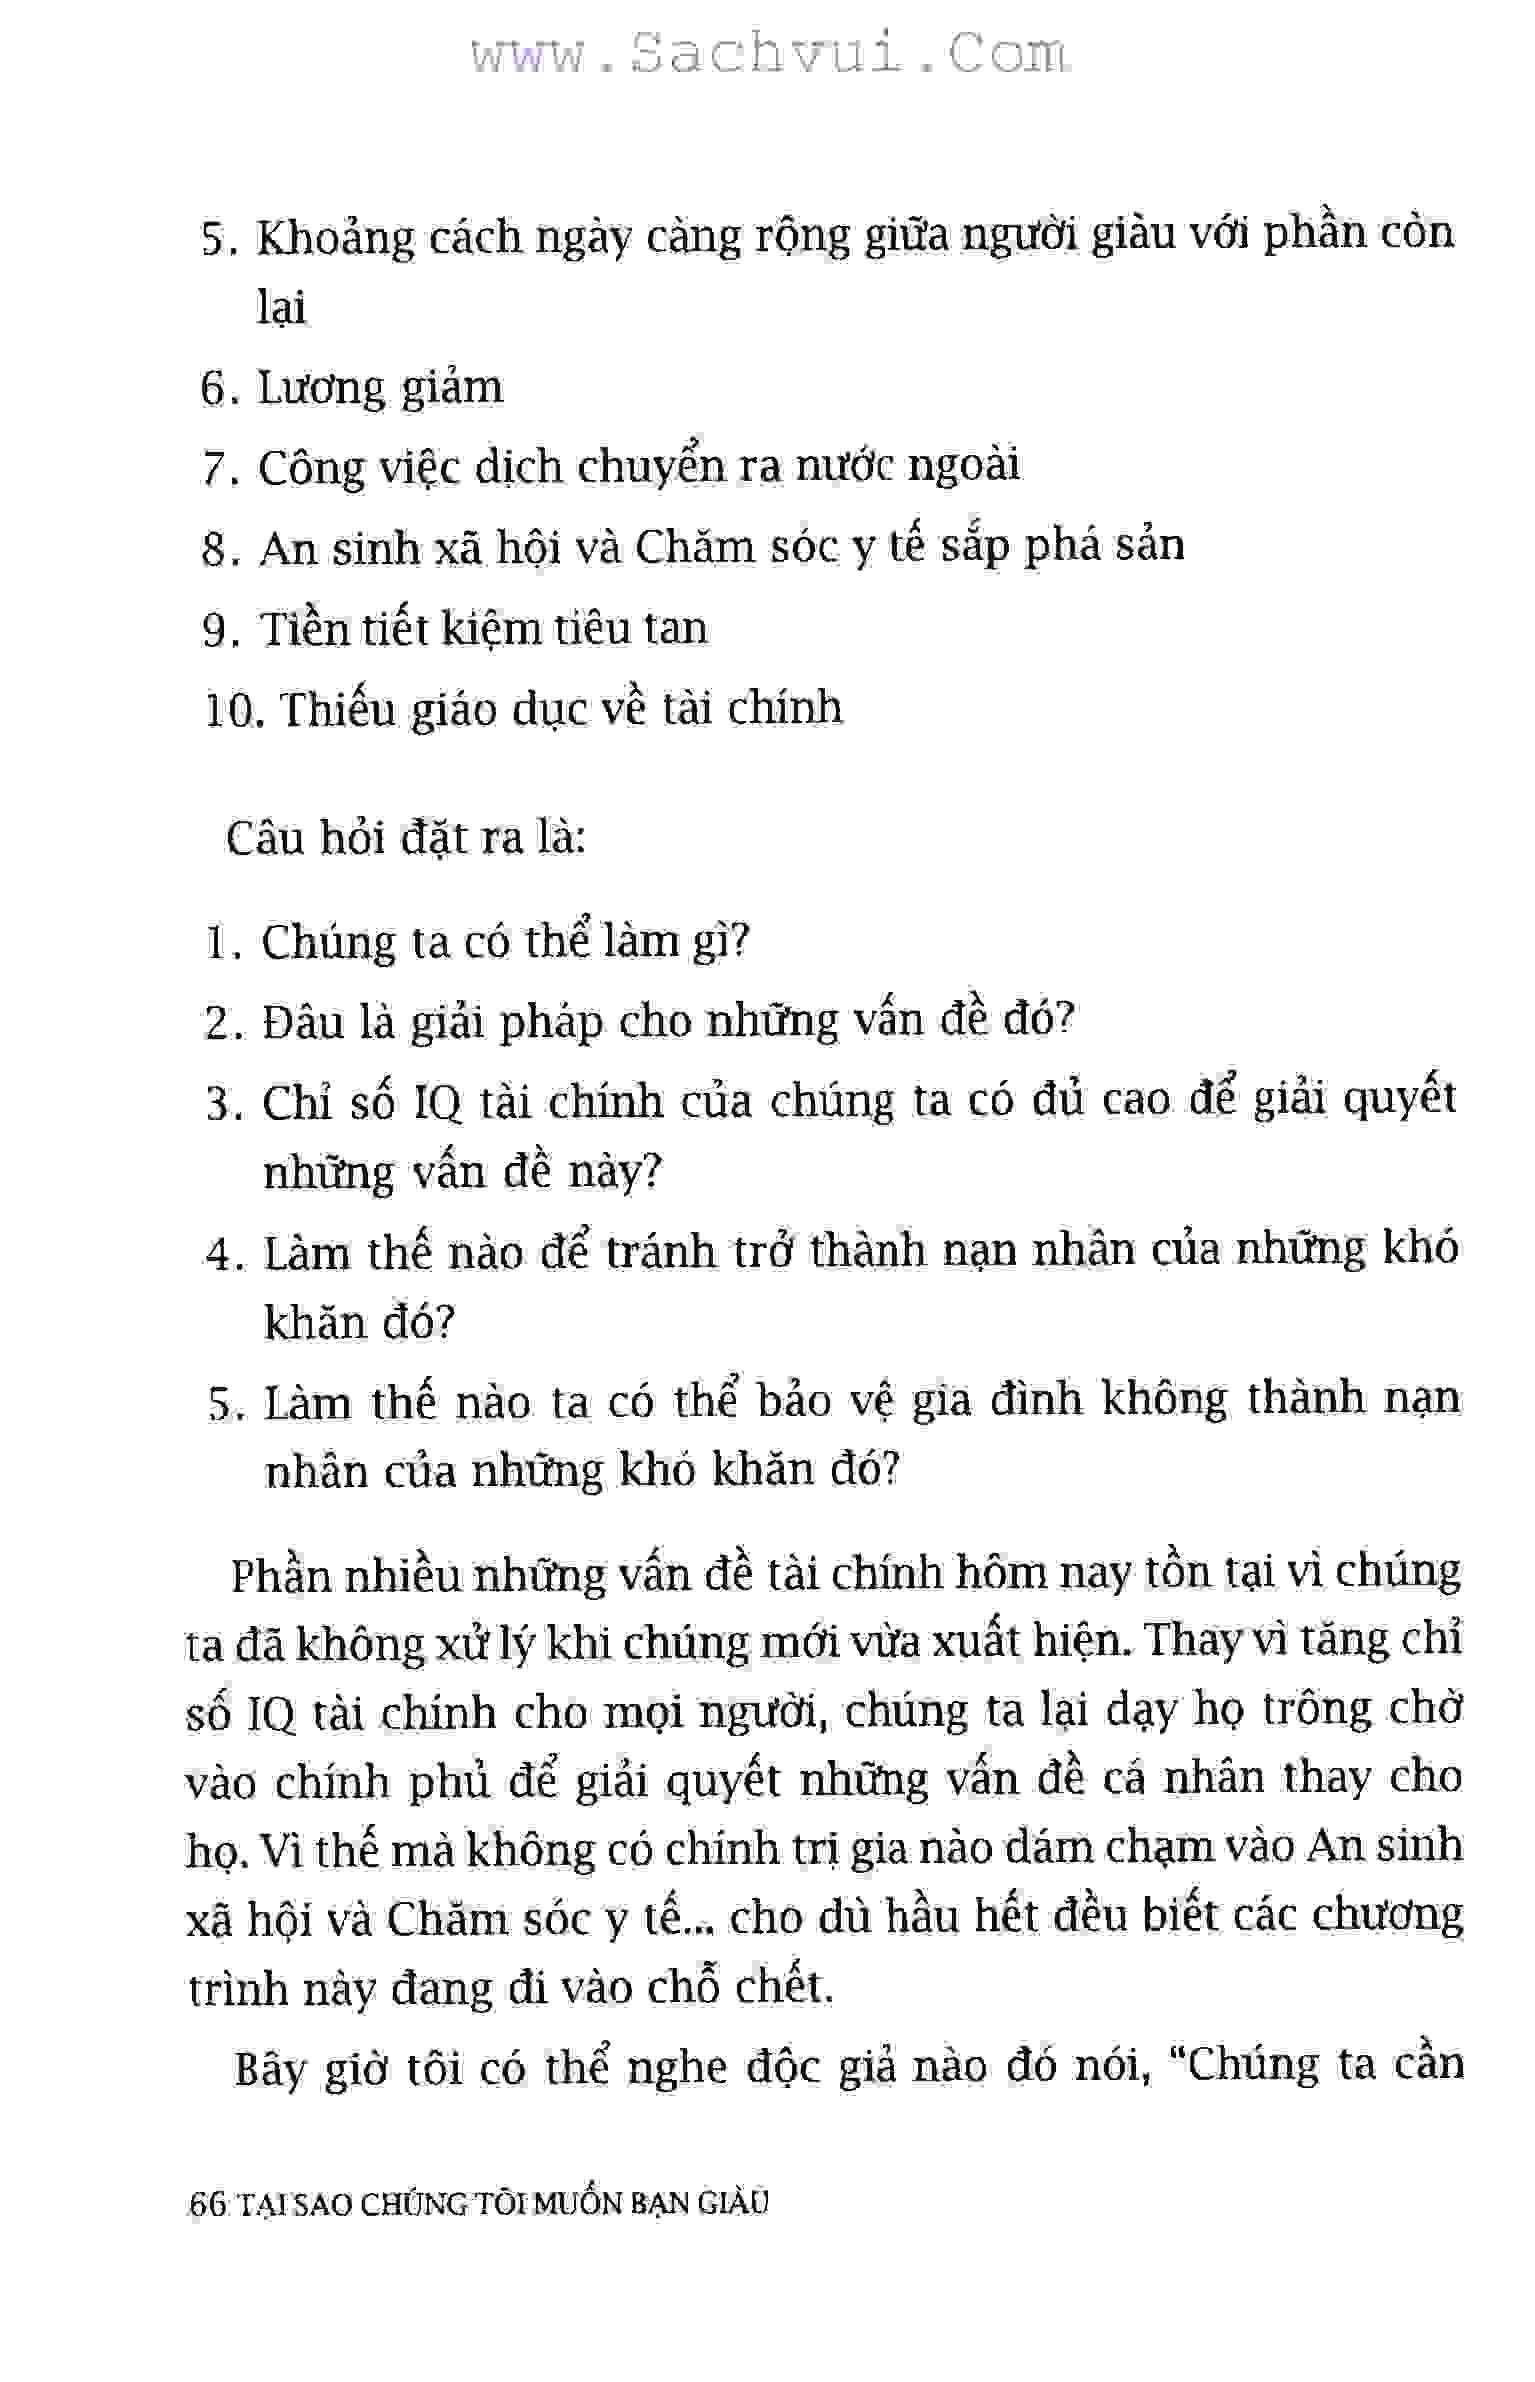 www.Sachvui.Com
5. Khoảng cách ngày càng rộng giữa người giàu với phần còn
lại
6. Lương giảm
7. Công việc dịch chuyển ra nước ngoài
8. An sinh xã hội và Chăm sóc y tế sắp phá sản
9. Tiền tiết kiệm tiêu tan
10. Thiếu giáo dục về tài chính
Câu hỏi đặt ra là:
1. Chúng ta có thể làm gì?
2. Đâu là giải pháp cho những vấn đề đó?
3. Chỉ số IQ tài chính của chúng ta có đủ cao để giải quyết
những vấn đề này?
4. Làm thế nào để tránh trở thành nạn nhân của những khó
khăn đó?
5. Làm thế nào ta có thể bảo vệ gia đình không thành nạn
nhân của những khó khăn đó?
Phần nhiều những vấn đề tài chính hôm nay tồn tại vì chúng
ta đã không xử lý khi chúng mới vừa xuất hiện. Thay vì tăng chỉ
số IQ tài chính cho mọi người, chúng ta lại dạy họ trông chờ
vào chính phủ để giải quyết những vấn đề cá nhân thay cho
họ. Vì thế mà không có chính trị gia nào dám chạm vào An sinh
xã hội và Chăm sóc y tế... cho dù hầu hết đều biết các chương
trình này đang đi vào chỗ chết.
Bây giờ tôi có thể nghe độc giả nào đó nói, “Chúng ta cần
66 TẠI SAO CHÚNG TÔI MUỐN BẠN GIÀU